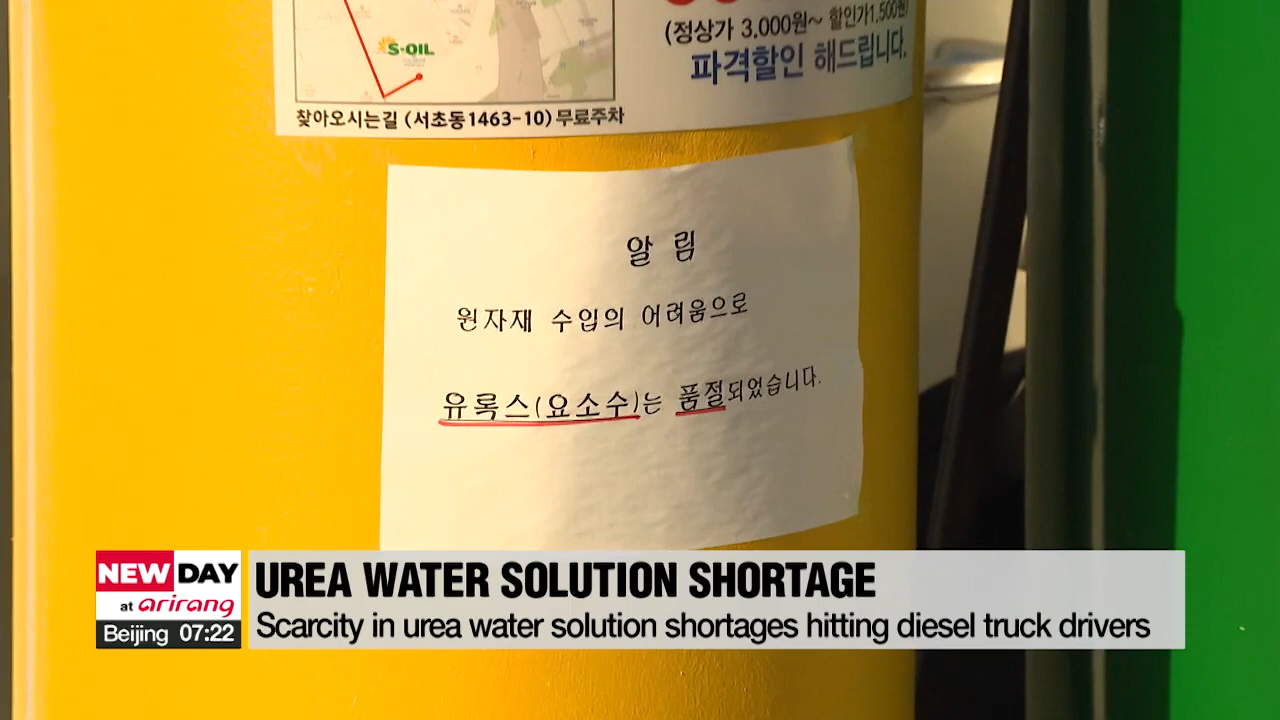 S-OIL
(정상가 3,000원~ 할인가1,500원)
파격할인 해드립니다.
찾아오시는길 (서초동1463-10) 무료주차
알 림
원자재 수입의 어려움으로
유록스(요소수)는 품절되었습니다.
NEW DAY
at arirang
Beijing 07:22
UREA WATER SOLUTION SHORTAGE
Scarcity in urea water solution shortages hitting diesel truck drivers